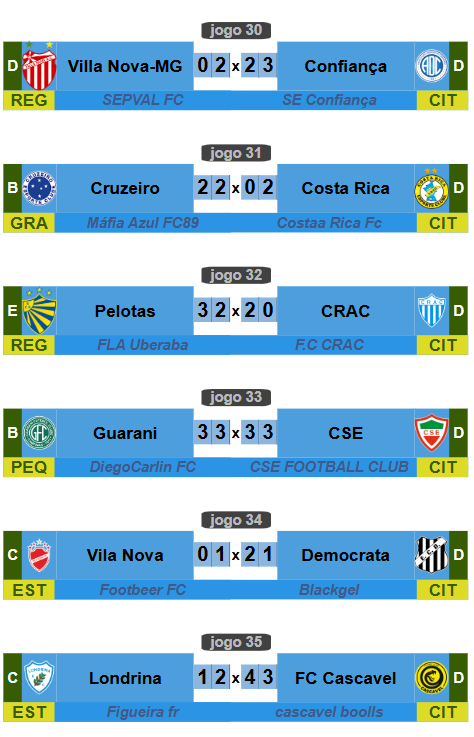 jogo 30
D Villa Nova-MG 0 2 x 2 3 Confiança D
REG SEPVAL FC SE Confiança CIT
jogo 31
B Cruzeiro 2 2 x 0 2 Costa Rica D
GRA Máfia Azul FC89 Costaa Rica Fc CIT
jogo 32
E Pelotas 3 2 x 2 0 CRAC D
REG FLA Uberaba F.C CRAC CIT
jogo 33
B Guarani 3 3 x 3 3 CSE D
PEQ DiegoCarlin FC CSE FOOTBALL CLUB CIT
jogo 34
C Vila Nova 0 1 x 2 1 Democrata D
EST Footbeer FC Blackgel CIT
jogo 35
C Londrina 1 2 x 4 3 FC Cascavel D
EST Figueira fr cascavel boolls CIT